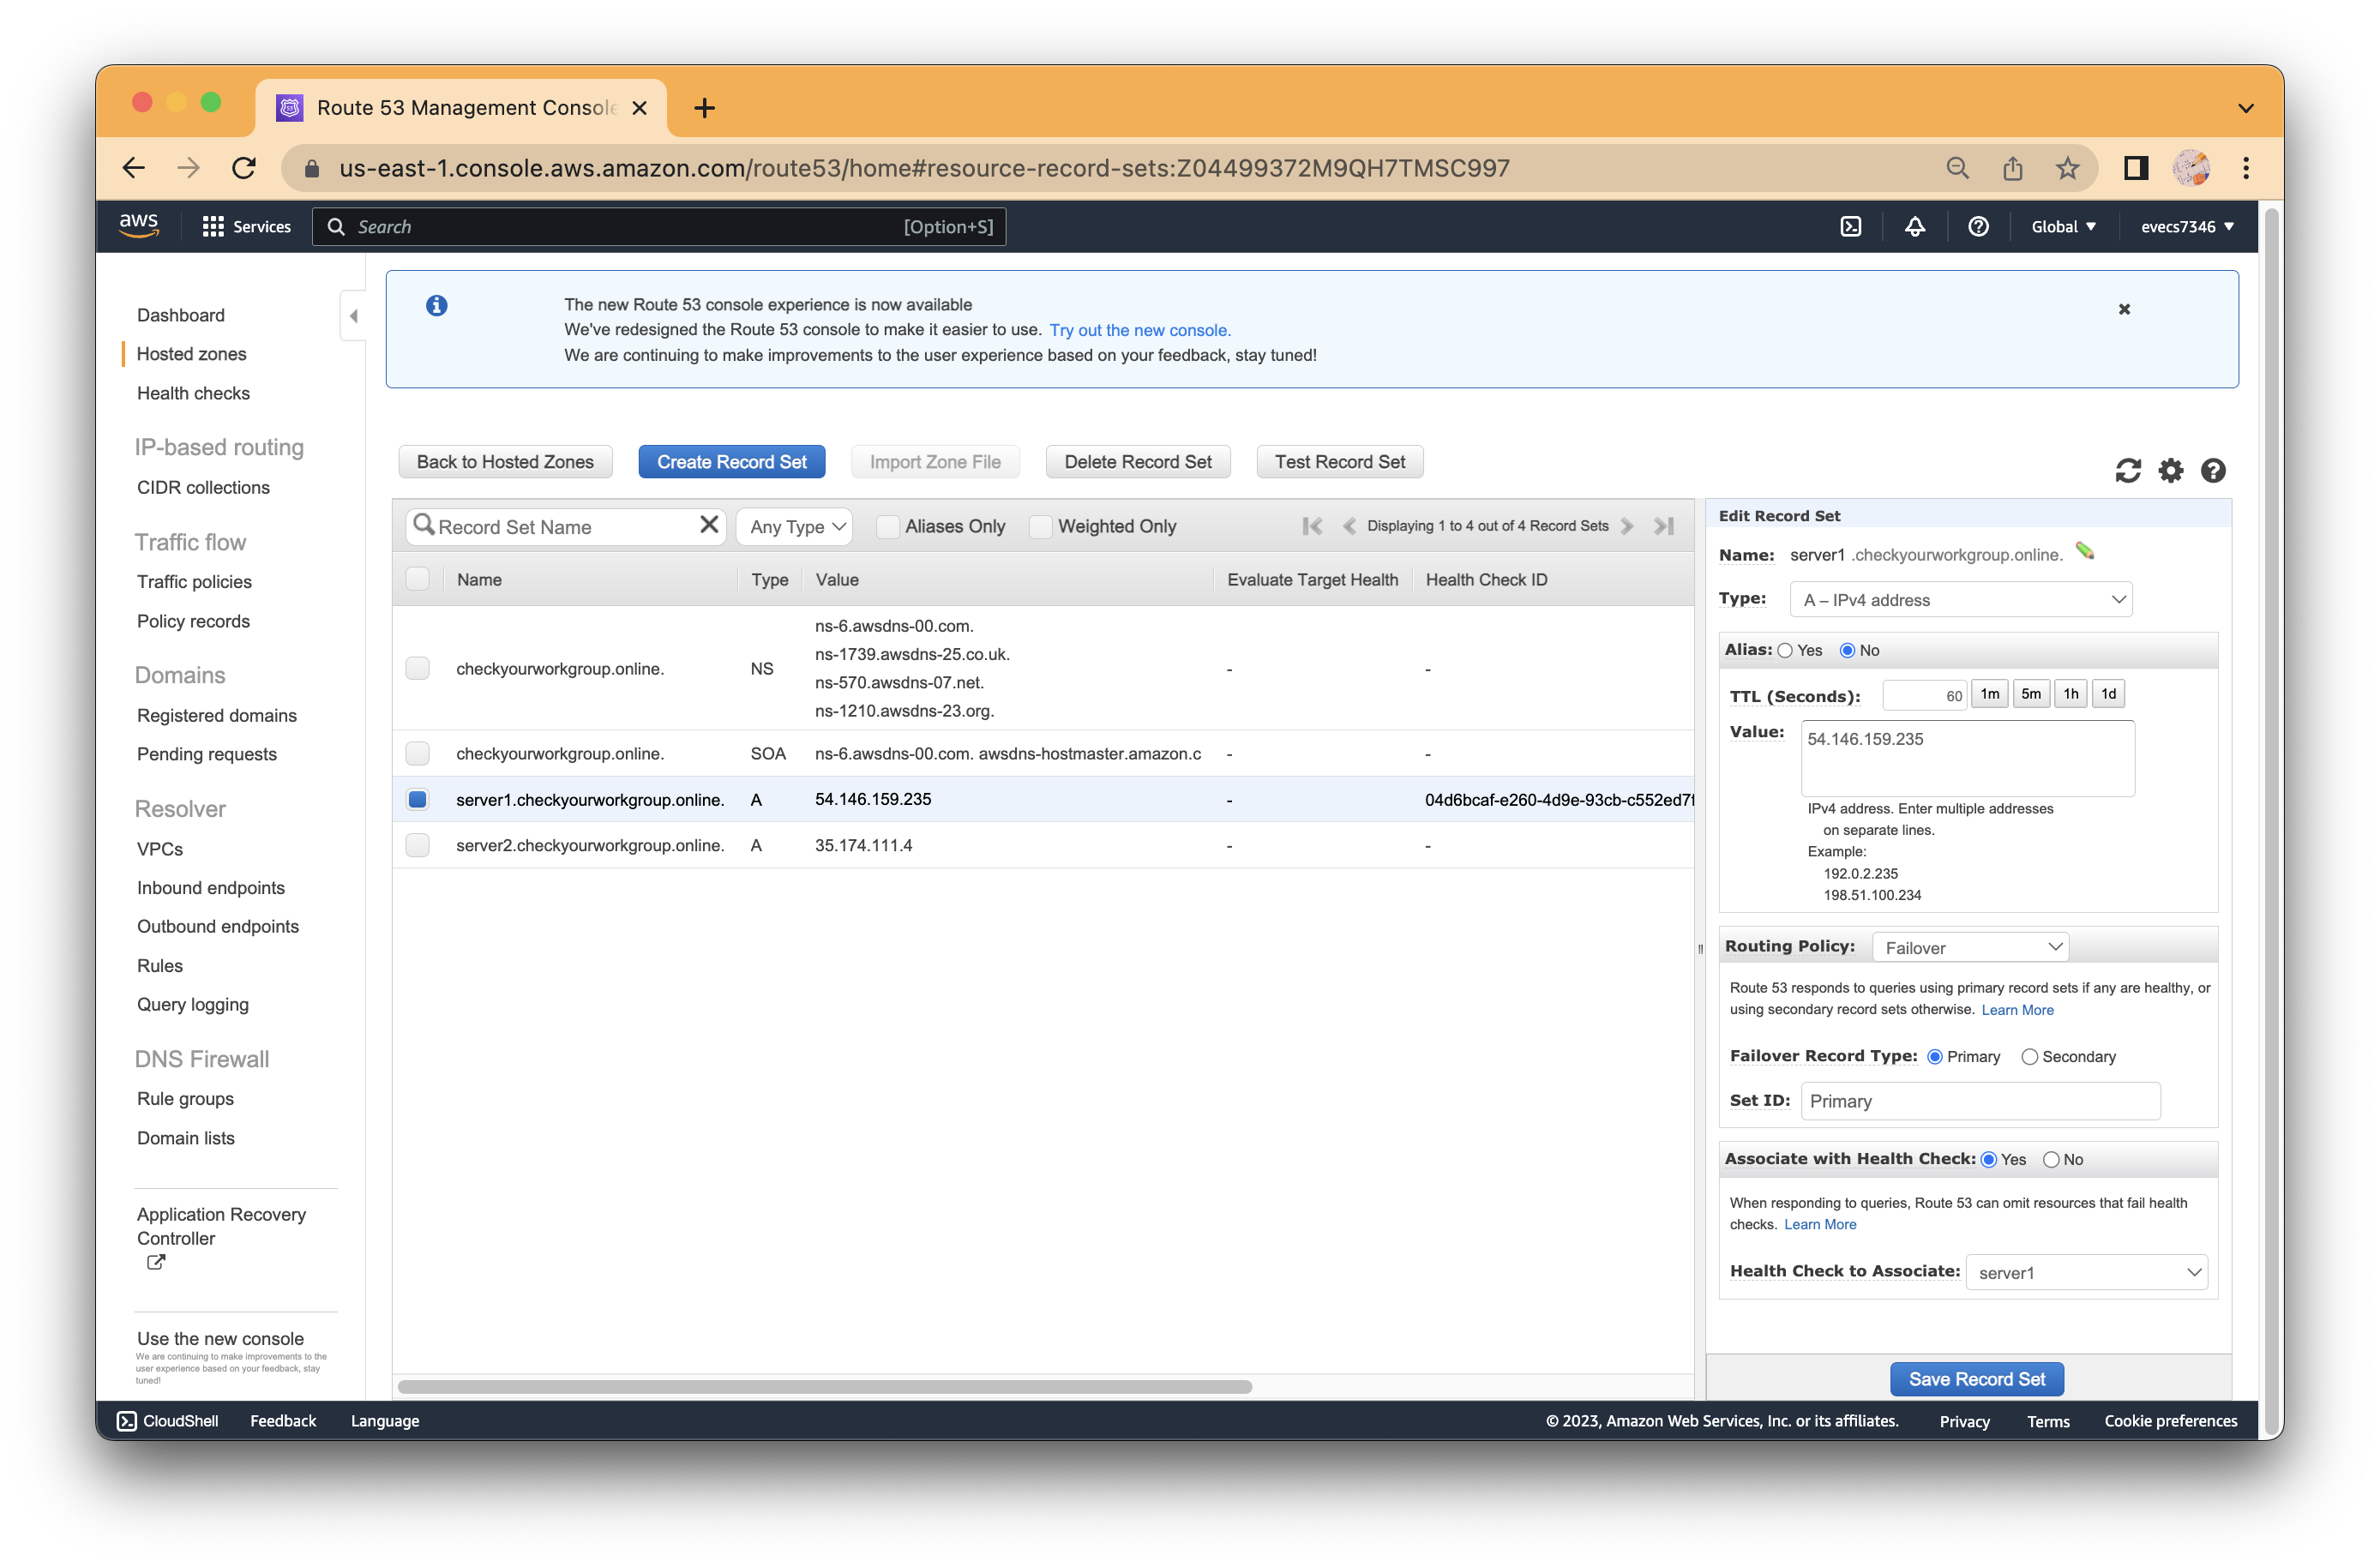 Route 53 Management Console
us-east-1.console.aws.amazon.com/route53/home#resource-record-sets:Z04499372M9QH7TMSC997
aws
Services
Search
[Option+S]
Global
evecs7346
Dashboard
Hosted zones
Health checks
IP-based routing
CIDR collections
Traffic flow
Traffic policies
Policy records
Domains
Registered domains
Pending requests
Resolver
VPCs
Inbound endpoints
Outbound endpoints
Rules
Query logging
DNS Firewall
Rule groups
Domain lists
Application Recovery
Controller
Use the new console
We are continuing to make improvements to the
user experience based on your feedback, stay
tuned!
The new Route 53 console experience is now available
We've redesigned the Route 53 console to make it easier to use. Try out the new console.
We are continuing to make improvements to the user experience based on your feedback, stay tuned!
Back to Hosted Zones
Create Record Set
Import Zone File
Delete Record Set
Test Record Set
Record Set Name
Any Type
Aliases Only
Weighted Only
Displaying 1 to 4 out of 4 Record Sets
Name Type Value Evaluate Target Health Health Check ID
ns-6.awsdns-00.com.
ns-1739.awsdns-25.co.uk.
checkyourworkgroup.online. NS - -
ns-570.awsdns-07.net.
ns-1210.awsdns-23.org.
checkyourworkgroup.online. SOA ns-6.awsdns-00.com. awsdns-hostmaster.amazon.c - -
server1.checkyourworkgroup.online. A 54.146.159.235 - 04d6bcaf-e260-4d9e-93cb-c552ed7f
server2.checkyourworkgroup.online. A 35.174.111.4 - -
Edit Record Set
Name: server1 .checkyourworkgroup.online.
Type: A – IPv4 address
Alias: Yes No
TTL (Seconds): 60 1m 5m 1h 1d
Value: 54.146.159.235
IPv4 address. Enter multiple addresses
on separate lines.
Example:
192.0.2.235
198.51.100.234
Routing Policy: Failover
Route 53 responds to queries using primary record sets if any are healthy, or
using secondary record sets otherwise. Learn More
Failover Record Type: Primary Secondary
Set ID: Primary
Associate with Health Check: Yes No
When responding to queries, Route 53 can omit resources that fail health
checks. Learn More
Health Check to Associate: server1
Save Record Set
CloudShell
Feedback
Language
© 2023, Amazon Web Services, Inc. or its affiliates.
Privacy
Terms
Cookie preferences